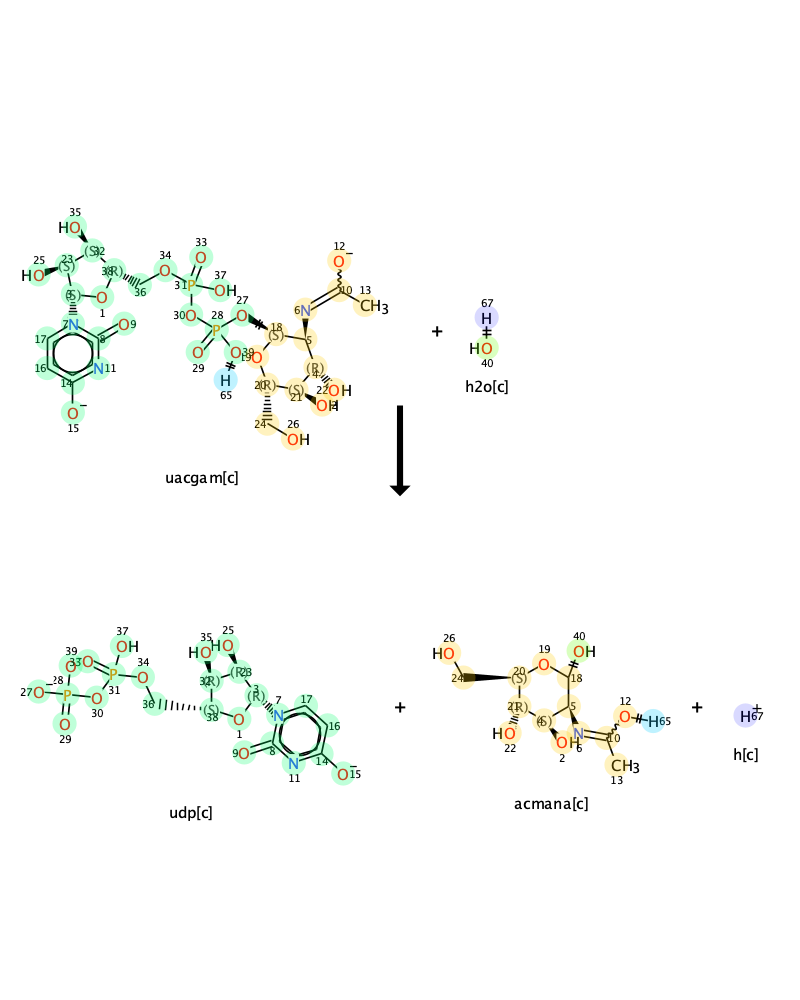 35
HO
25
HO
(S)
32
23
(S)
(R)
38
3
(S)
O
1
36
34
O
33
O
31
P
37
OH
30
O
28
P
27
O
29
O
O
39
H
65
7
N
8
O
9
17
16
N
11
14
O−
15
12
O−
10
13
CH3
6
N
18
(S)
5
19
O
(R)
4
22
OH
20
(R)
(S)
21
OH
24
26
OH
uacgam[c]
+
67
H
HO
40
h2o[c]
39
O
33
O
37
OH
34
O
27
−O
28
P
31
P
O
30
O
29
36
35
HO
25
HO
(R)
32
(R)
23
3
(R)
(S)
38
O
1
7
N
17
16
8
9
O
N
11
14
O−
15
udp[c]
+
26
HO
24
19
O
40
OH
20
(S)
18
21
(R)
4
(S)
5
HO
22
OH
2
N
6
10
12
O
H
65
CH3
13
acmana[c]
+
H+
67
h[c]